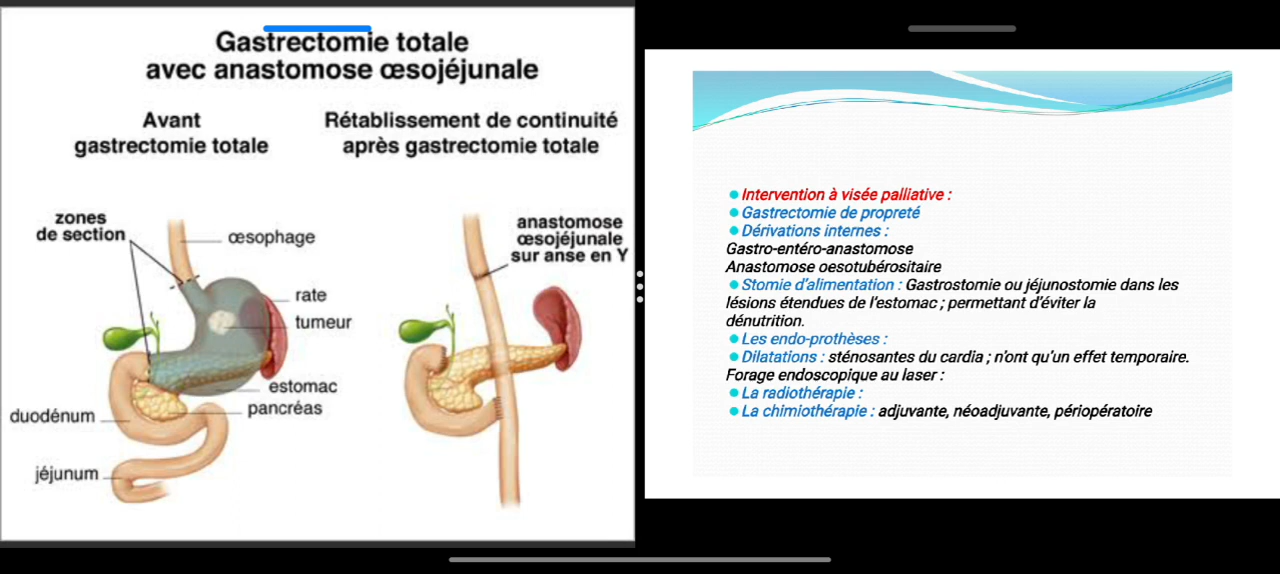 Gastrectomie totale
avec anastomose œsojéjunale
Avant
gastrectomie totale
Rétablissement de continuité
après gastrectomie totale
zones
de section
œsophage
rate
tumeur
estomac
pancréas
duodénum
jéjunum
anastomose
œsojéjunale
sur anse en Y
Intervention à visée palliative :
Gastrectomie de propreté
Dérivations internes :
Gastro-entéro-anastomose
Anastomose oesotubérositaire
Stomie d'alimentation : Gastrostomie ou jéjunostomie dans les
lésions étendues de l'estomac ; permettant d'éviter la
dénutrition.
Les endo-prothèses :
Dilatations : sténosantes du cardia ; n'ont qu'un effet temporaire.
Forage endoscopique au laser :
La radiothérapie :
La chimiothérapie : adjuvante, néoadjuvante, périopératoire